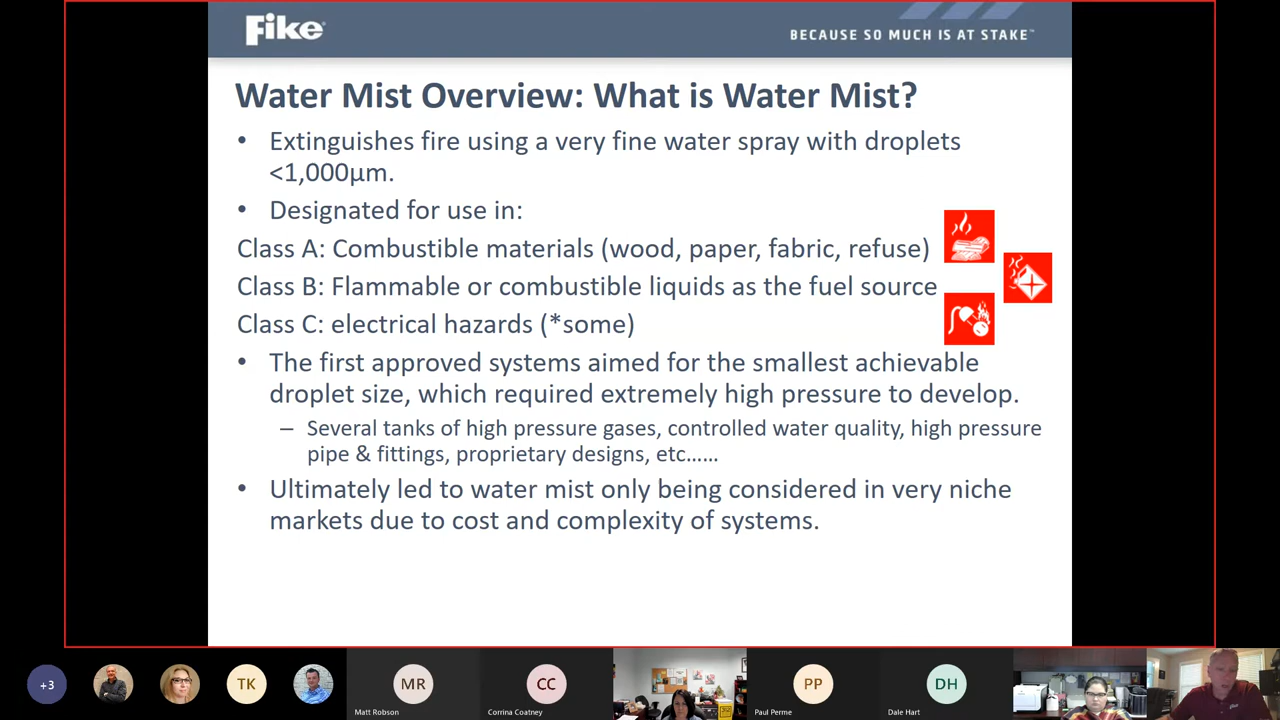 Fike®
BECAUSE SO MUCH IS AT STAKE™
Water Mist Overview: What is Water Mist?
• Extinguishes fire using a very fine water spray with droplets
<1,000µm.
• Designated for use in:
Class A: Combustible materials (wood, paper, fabric, refuse)
Class B: Flammable or combustible liquids as the fuel source
Class C: electrical hazards (*some)
• The first approved systems aimed for the smallest achievable
droplet size, which required extremely high pressure to develop.
– Several tanks of high pressure gases, controlled water quality, high pressure
pipe & fittings, proprietary designs, etc……
• Ultimately led to water mist only being considered in very niche
markets due to cost and complexity of systems.
+3
TK
MR
CC
PP
DH
Matt Robson
Corrina Coatney
Paul Perme
Dale Hart